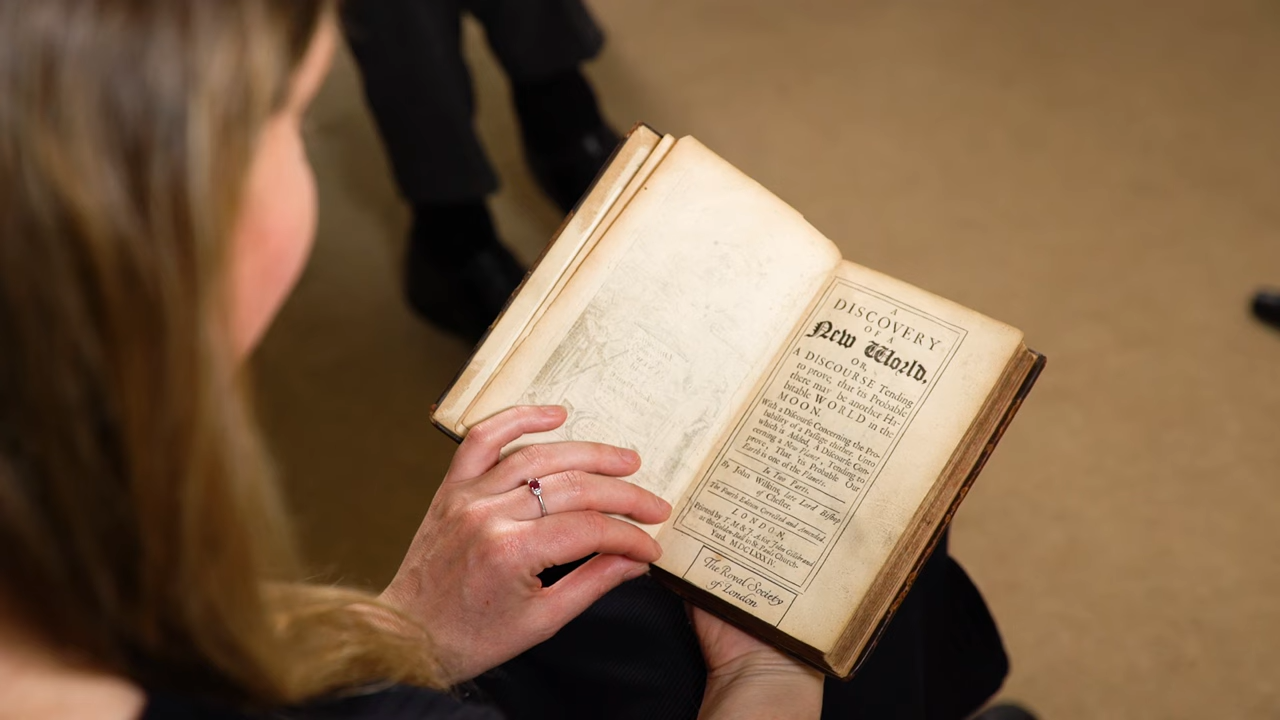 A
DISCOVERY
OF A
New World,
OR,
A DISCOURSE Tending
to prove, that 'tis Probable
there may be another Ha-
bitable WORLD in the
MOON.
With a Discourse Concerning the Pro-
bability of a Passage thither. Unto
which is Added, A Discourse Con-
cerning a New Planet, Tending to
prove, That 'tis Probable Our
Earth is one of the Planets.
In Two Parts.
By John Wilkins, late Lord Bishop
of Chester.
The Fourth Edition Corrected and Amended.
LONDON,
Printed by T. M. & J. A. for John Gillibrand
at the Golden-Ball in St. Pauls Church-
Yard. MDCLXXXIV.
The Royal Society
of London